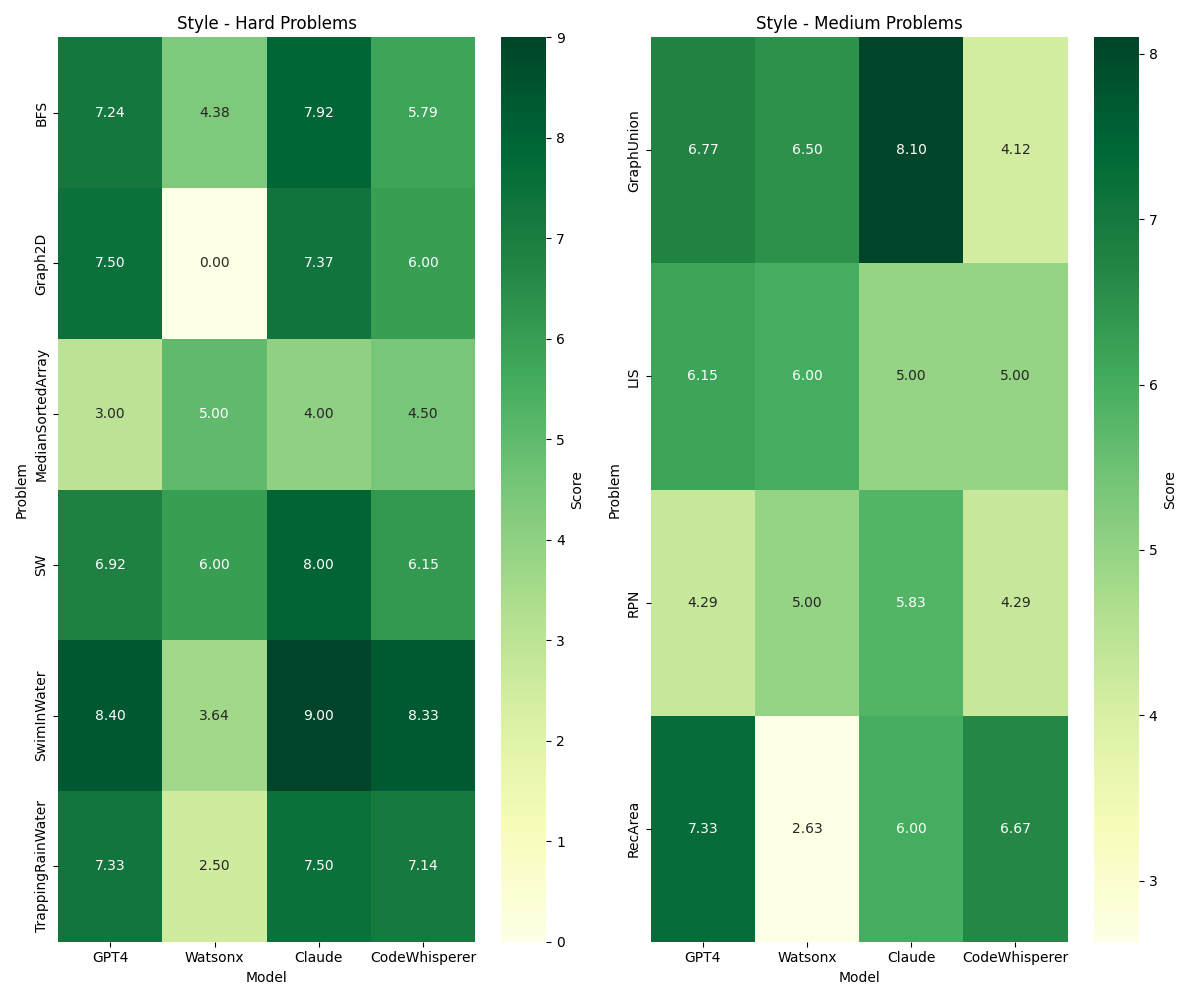 Style - Hard Problems
BFS
Graph2D
MedianSortedArray
SW
SwimInWater
TrappingRainWater
Problem
7.24 4.38 7.92 5.79
7.50 0.00 7.37 6.00
3.00 5.00 4.00 4.50
6.92 6.00 8.00 6.15
8.40 3.64 9.00 8.33
7.33 2.50 7.50 7.14
GPT4 Watsonx Claude CodeWhisperer
Model
9
8
7
6
5
4
3
2
1
0
Score
Style - Medium Problems
GraphUnion
LIS
RPN
RecArea
Problem
6.77 6.50 8.10 4.12
6.15 6.00 5.00 5.00
4.29 5.00 5.83 4.29
7.33 2.63 6.00 6.67
GPT4 Watsonx Claude CodeWhisperer
Model
8
7
6
5
4
3
Score